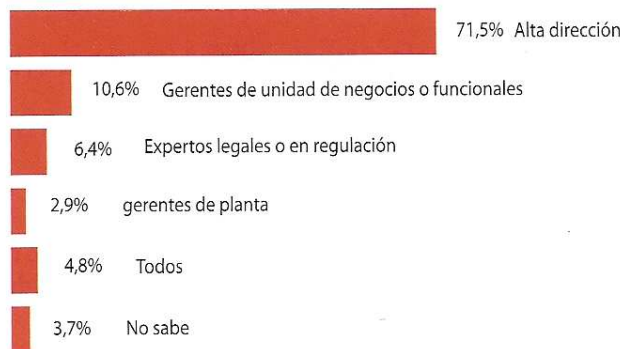 71,5% Alta dirección
10,6% Gerentes de unidad de negocios o funcionales
6,4% Expertos legales o en regulación
2,9% gerentes de planta
4,8% Todos
3,7% No sabe